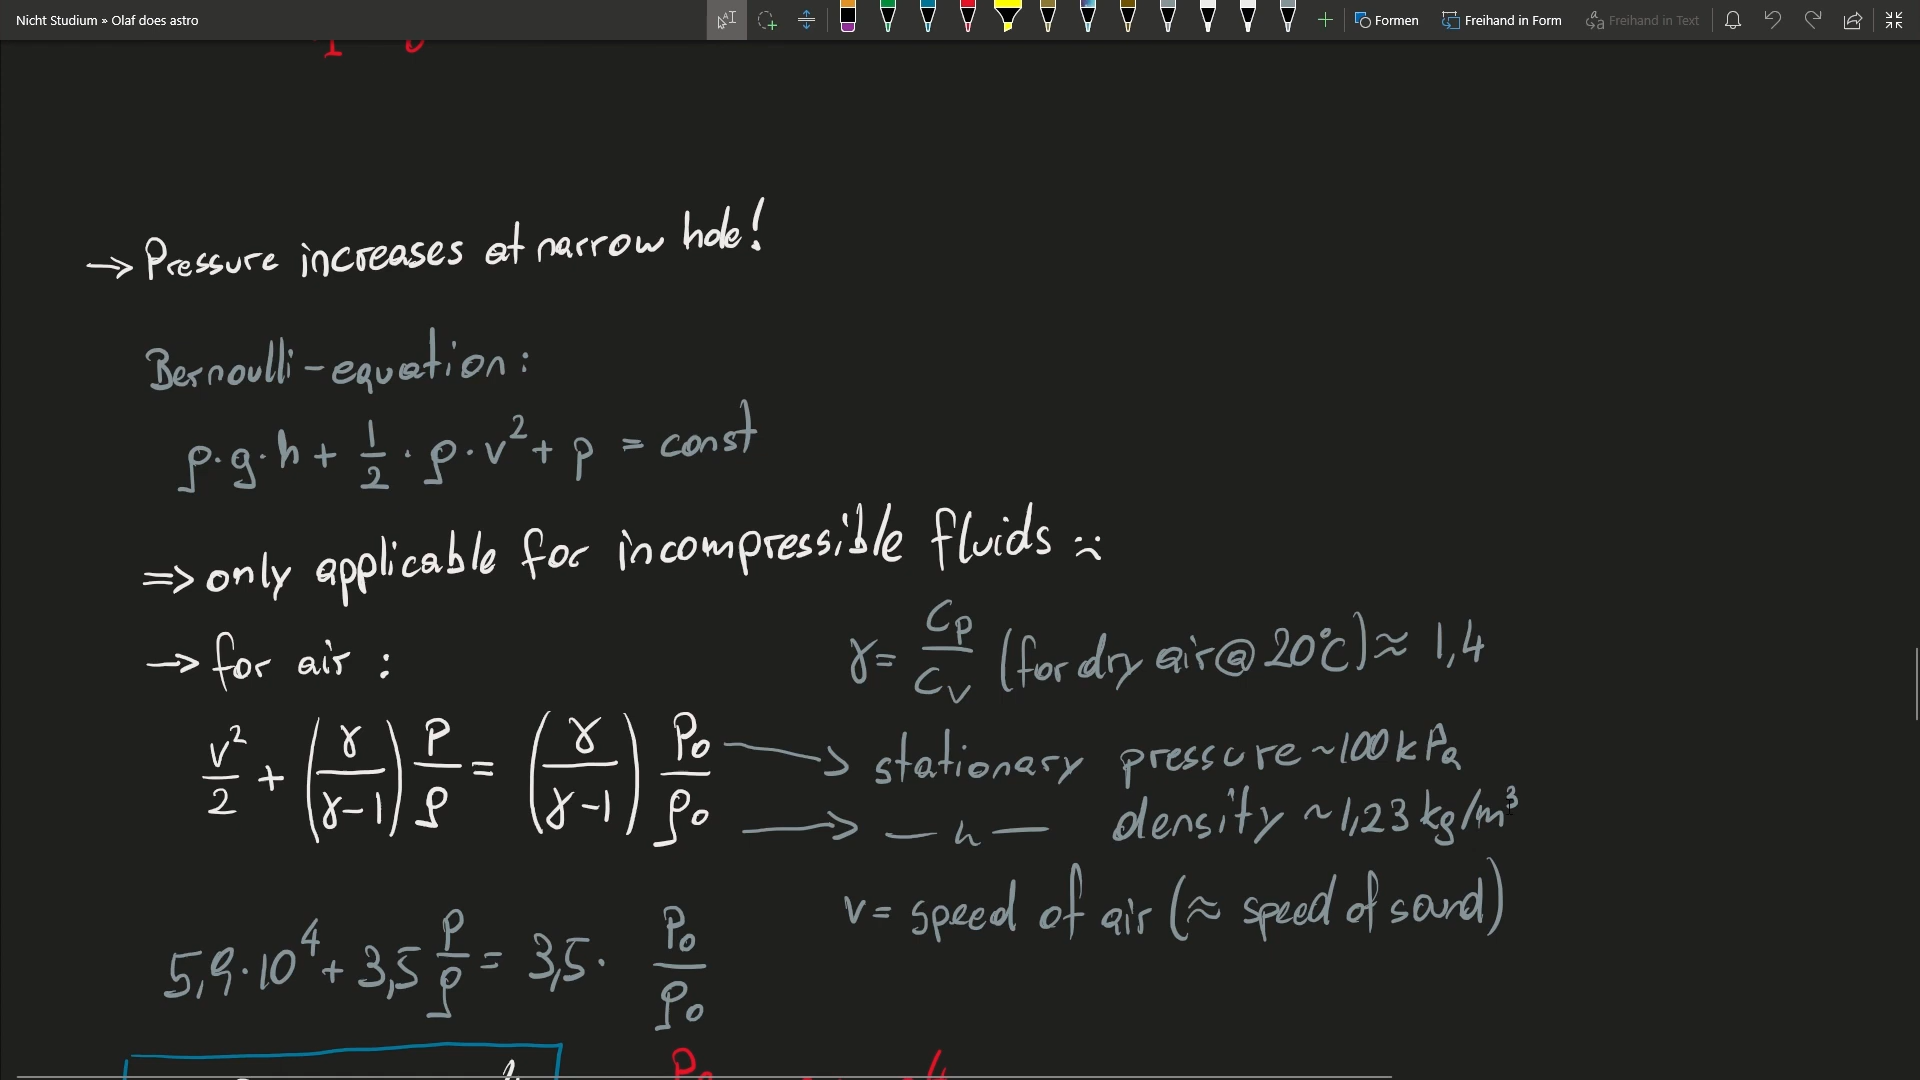 Nicht Studium » Olaf does astro
Formen
Freihand in Form
Freihand in Text
→ Pressure increases at narrow hole!
Bernoulli-equation:
ρ·g·h + 1/2 · ρ·v² + p = const
⇒ only applicable for incompressible fluids :(
→ for air :
γ = Cp/Cv (for dry air @ 20°C) ≈ 1,4
v²/2 + (γ/γ-1) P/ρ = (γ/γ-1) P₀/ρ₀
→ stationary pressure ~100 kPa
→ — " — density ~1,23 kg/m³
v = speed of air (≈ speed of sound)
5,9·10⁴ + 3,5 P/ρ = 3,5 · P₀/ρ₀